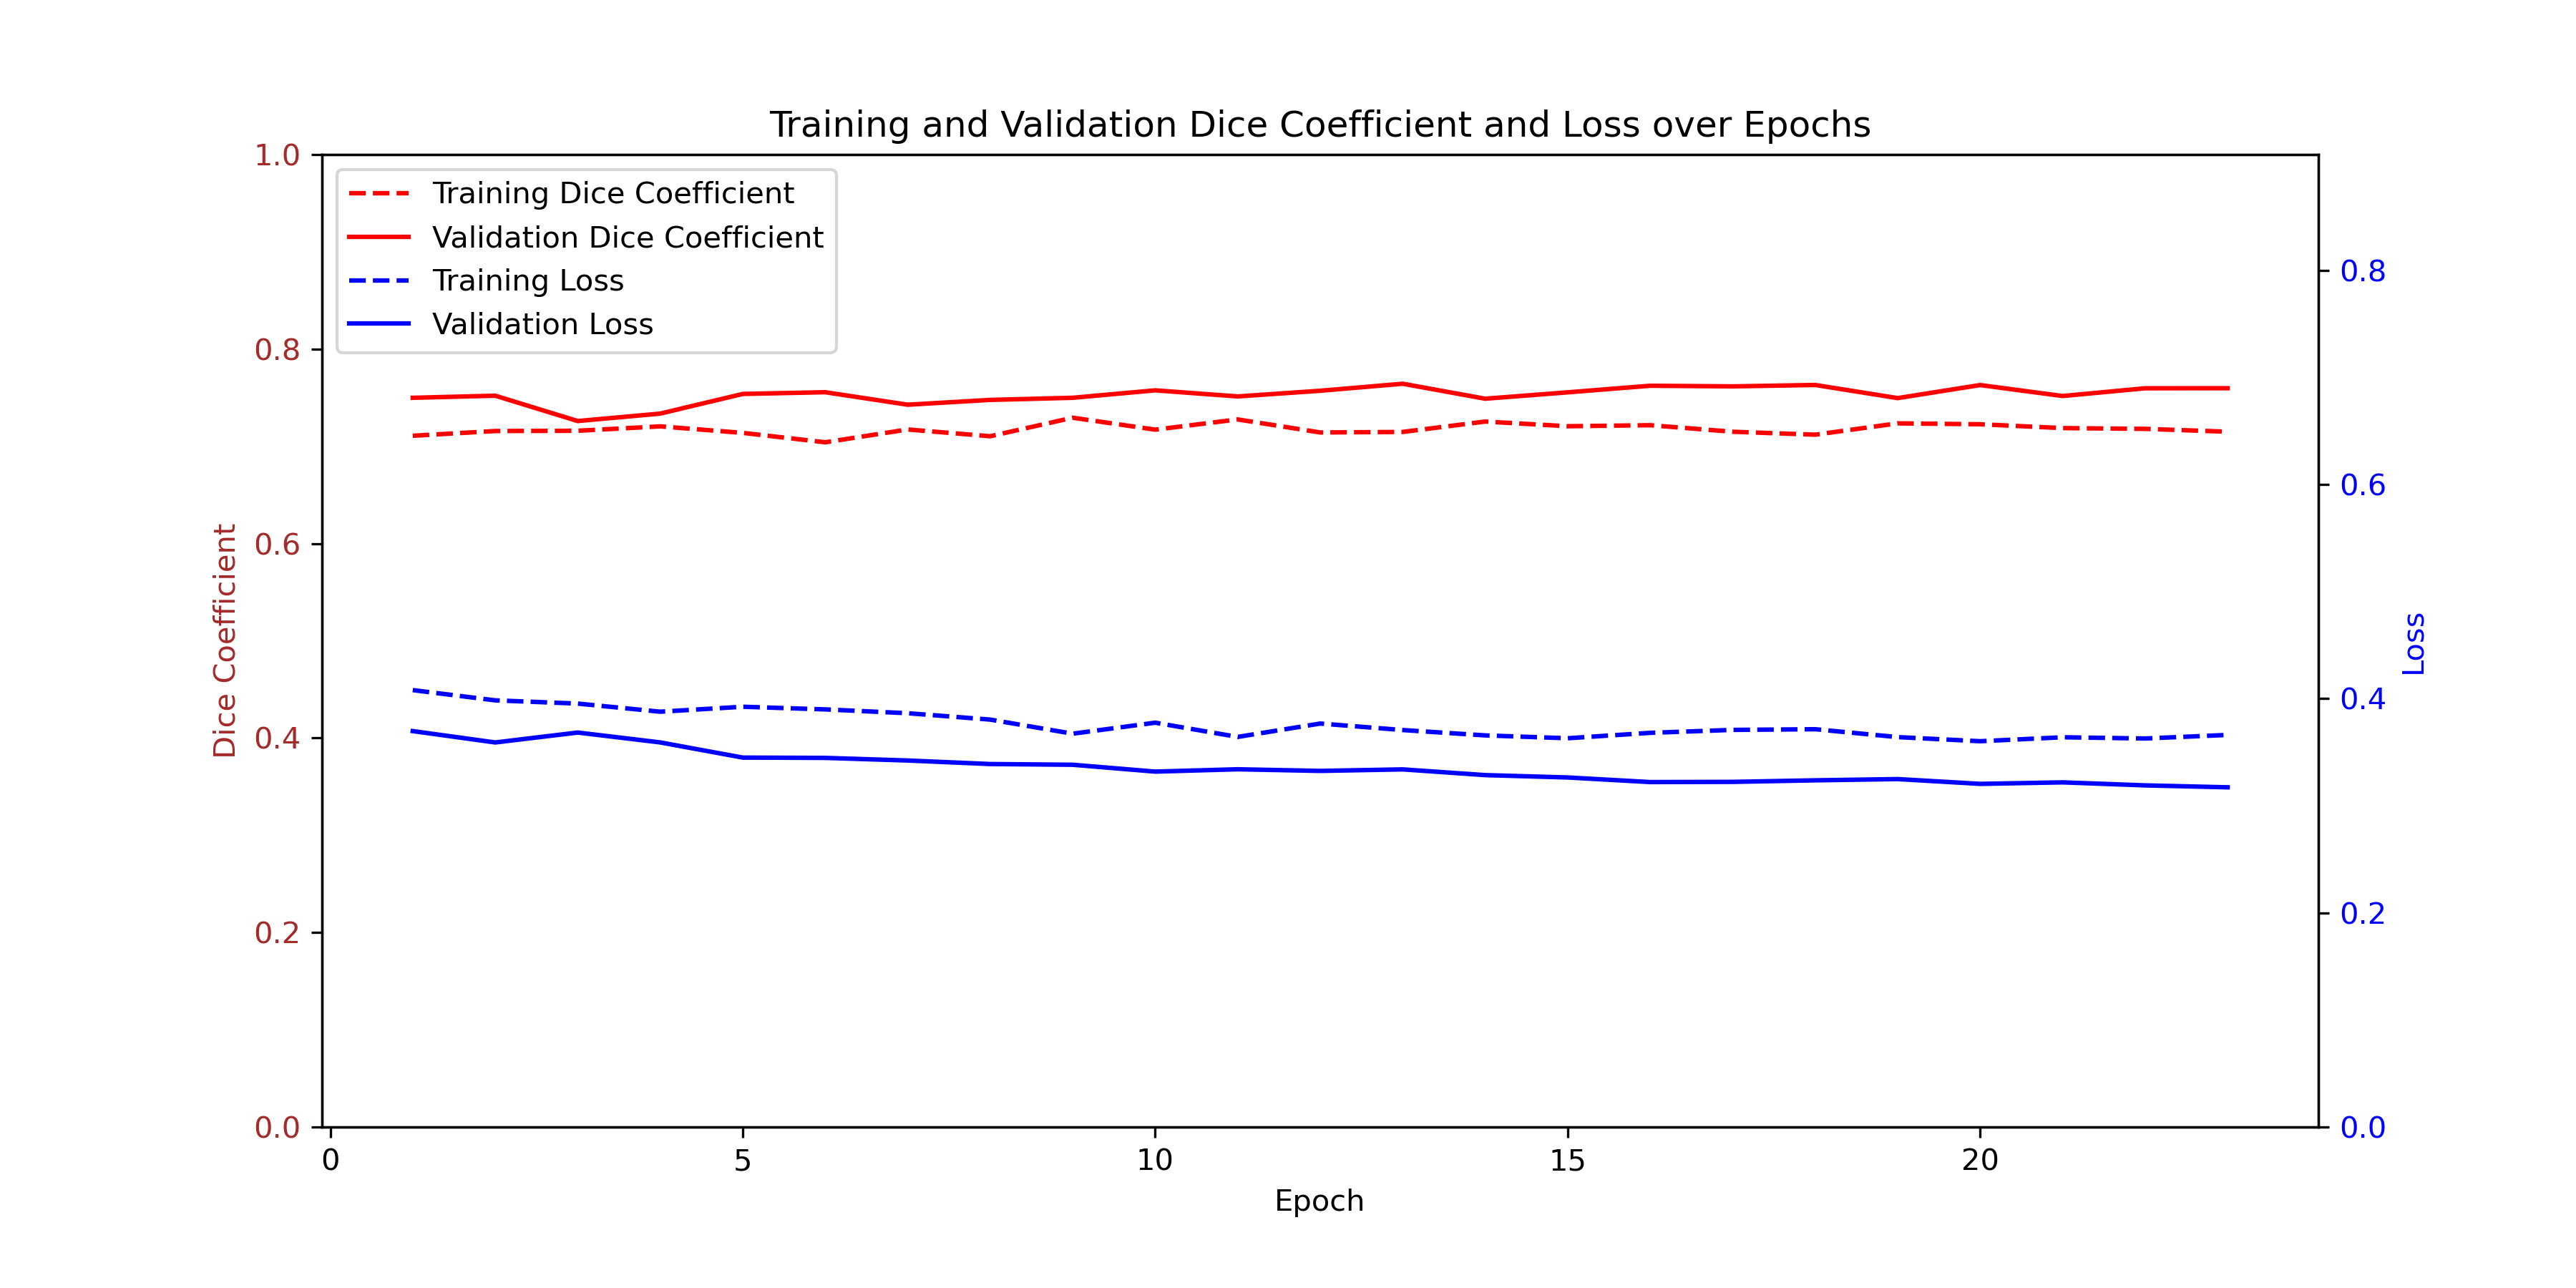 Training and Validation Dice Coefficient and Loss over Epochs
Training Dice Coefficient
Validation Dice Coefficient
Training Loss
Validation Loss
1.0
0.8
0.6
0.4
0.2
0.0
Dice Coefficient
0.8
0.6
0.4
0.2
0.0
Loss
0 5 10 15 20
Epoch